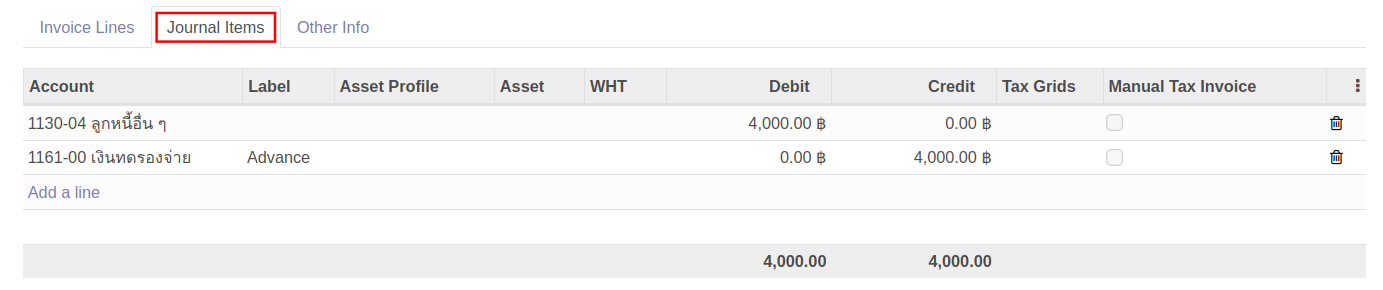 Invoice Lines Journal Items Other Info
Account Label Asset Profile Asset WHT Debit Credit Tax Grids Manual Tax Invoice
1130-04 ลูกหนี้อื่น ๆ 4,000.00 ฿ 0.00 ฿
1161-00 เงินทดรองจ่าย Advance 0.00 ฿ 4,000.00 ฿
Add a line
4,000.00 4,000.00